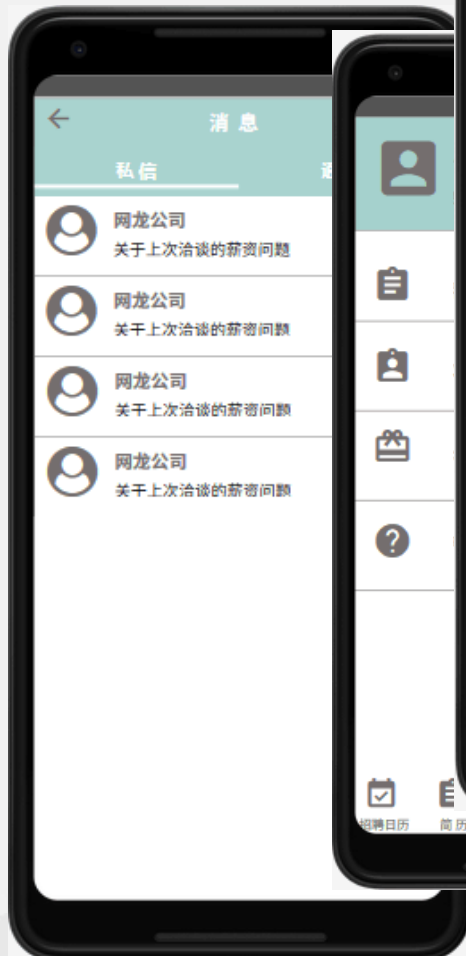 消息
私信
网龙公司
关于上次洽谈的薪资问题
网龙公司
关于上次洽谈的薪资问题
网龙公司
关于上次洽谈的薪资问题
网龙公司
关于上次洽谈的薪资问题
招聘日历
简历